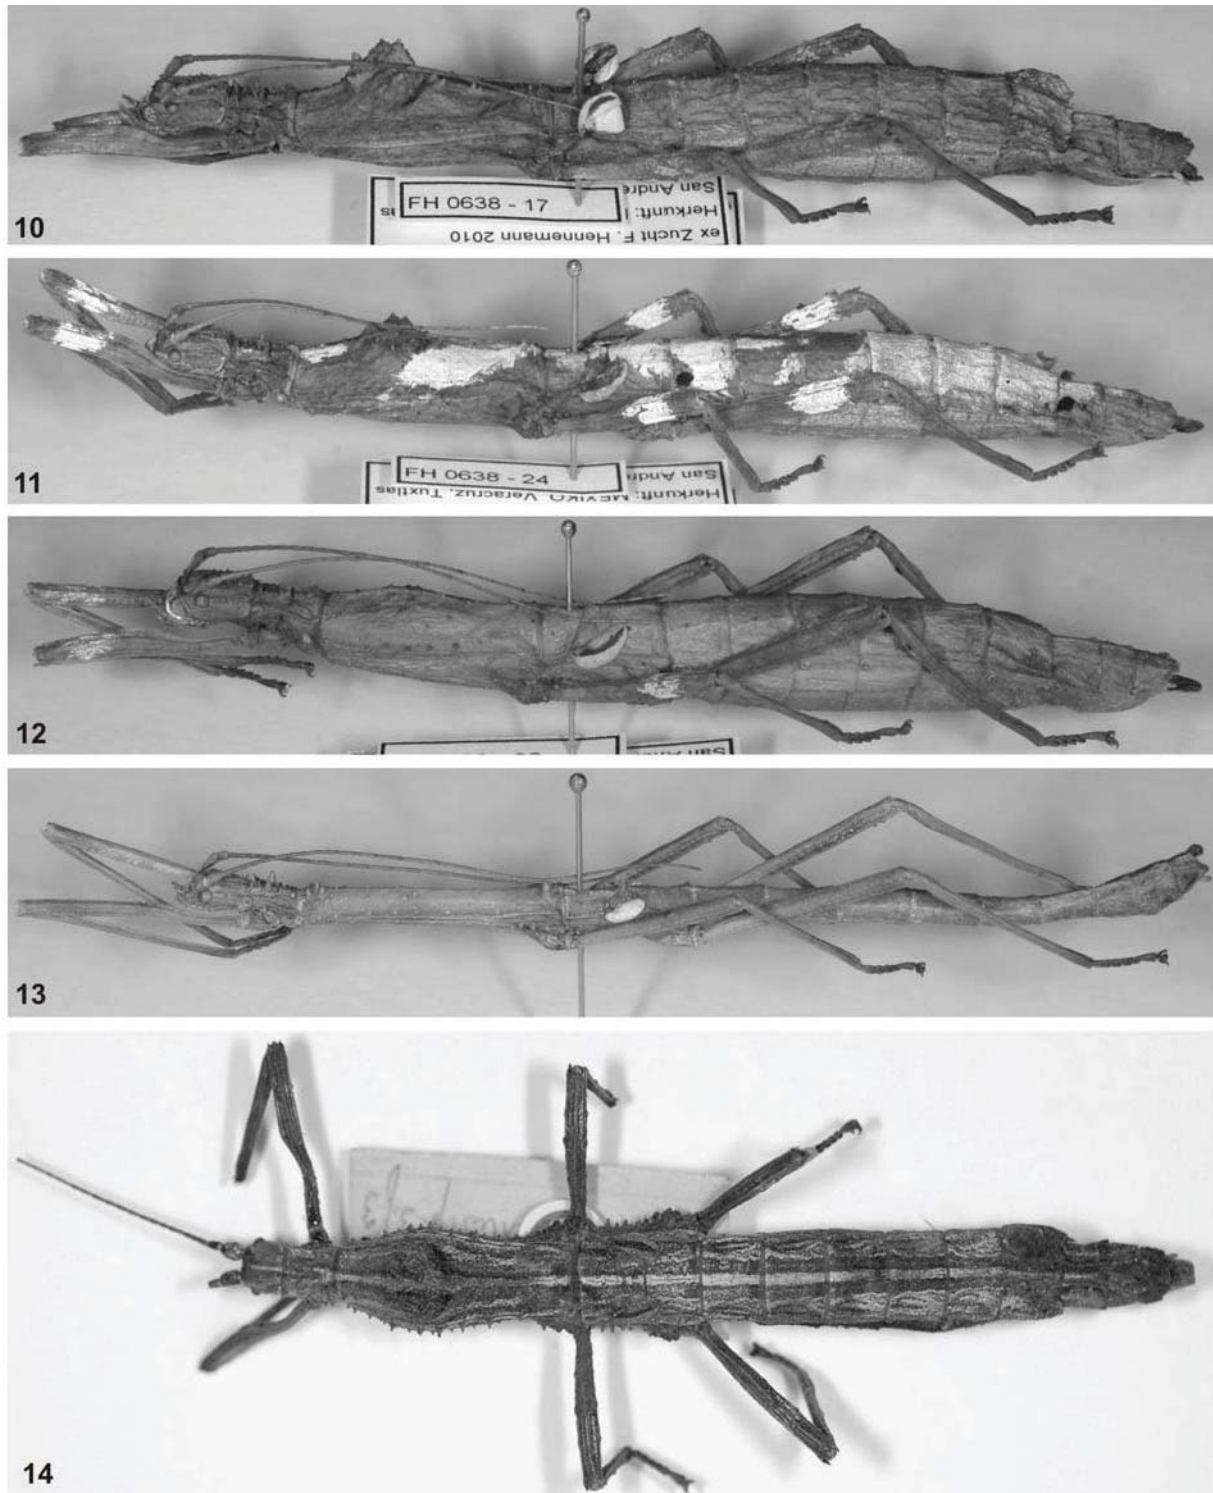 10
FH 0638 - 17
San Andre
Herkunft:
ex Zucht F. Hennemann 2010
11
FH 0638 - 24
San Andre
Herkunft: MEXIKO, Veracruz, Tuxtlas
12
13
14